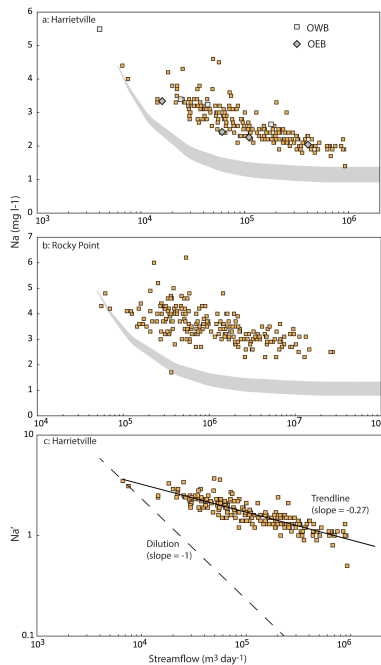 6
a: Harrietville
OWB
OEB
5
4
3
2
1
0
10³
10⁴
10⁵
10⁶
Na (mg l-1)
7
b: Rocky Point
6
5
4
3
2
1
0
10⁴
10⁵
10⁶
10⁷
10⁸
10
c: Harrietville
Trendline
(slope = -0.27)
Na’
1
Dilution
(slope = -1)
0.1
10³
10⁴
10⁵
10⁶
Streamflow (m³ day⁻¹)